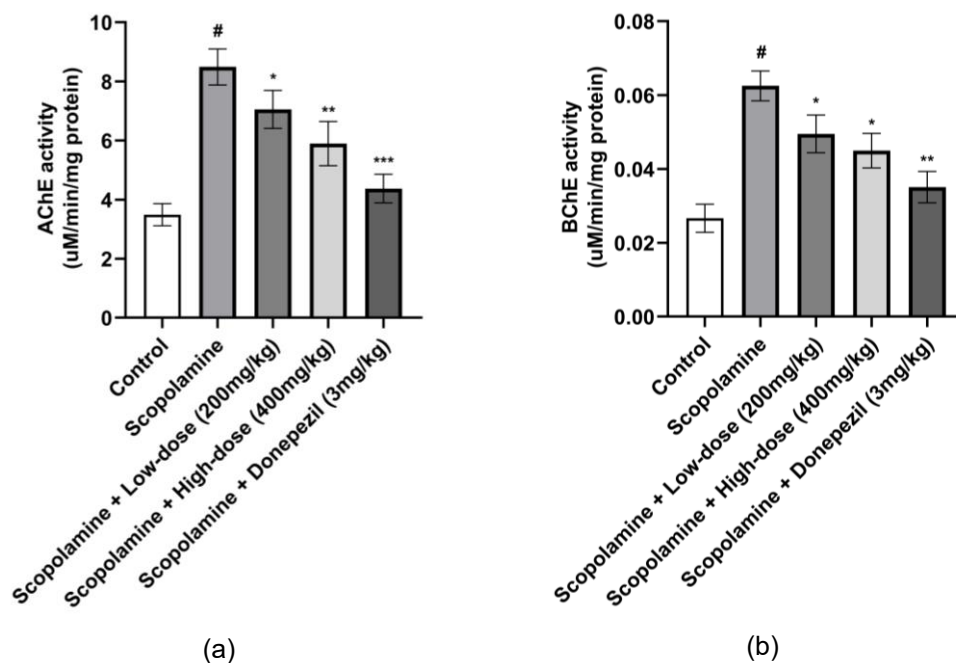 AChE activity
(uM/min/mg protein)
10
8
6
4
2
0
#
*
**
***
Control
Scopolamine
Scopolamine + Low-dose (200mg/kg)
Scopolamine + High-dose (400mg/kg)
Scopolamine + Donepezil (3mg/kg)
(a)
BChE activity
(uM/min/mg protein)
0.08
0.06
0.04
0.02
0.00
#
*
*
**
Control
Scopolamine
Scopolamine + Low-dose (200mg/kg)
Scopolamine + High-dose (400mg/kg)
Scopolamine + Donepezil (3mg/kg)
(b)